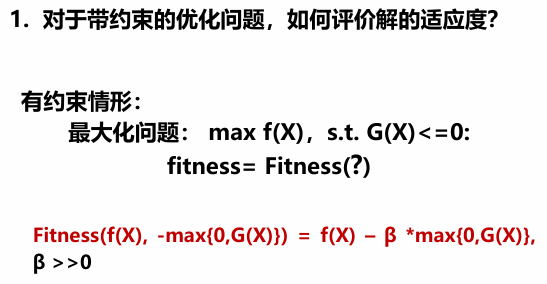 1. 对于带约束的优化问题，如何评价解的适应度？
有约束情形：
最大化问题： max f(X)，s.t. G(X)<=0:
fitness= Fitness(?)
Fitness(f(X), -max{0,G(X)}) = f(X) – β *max{0,G(X)},
β >>0